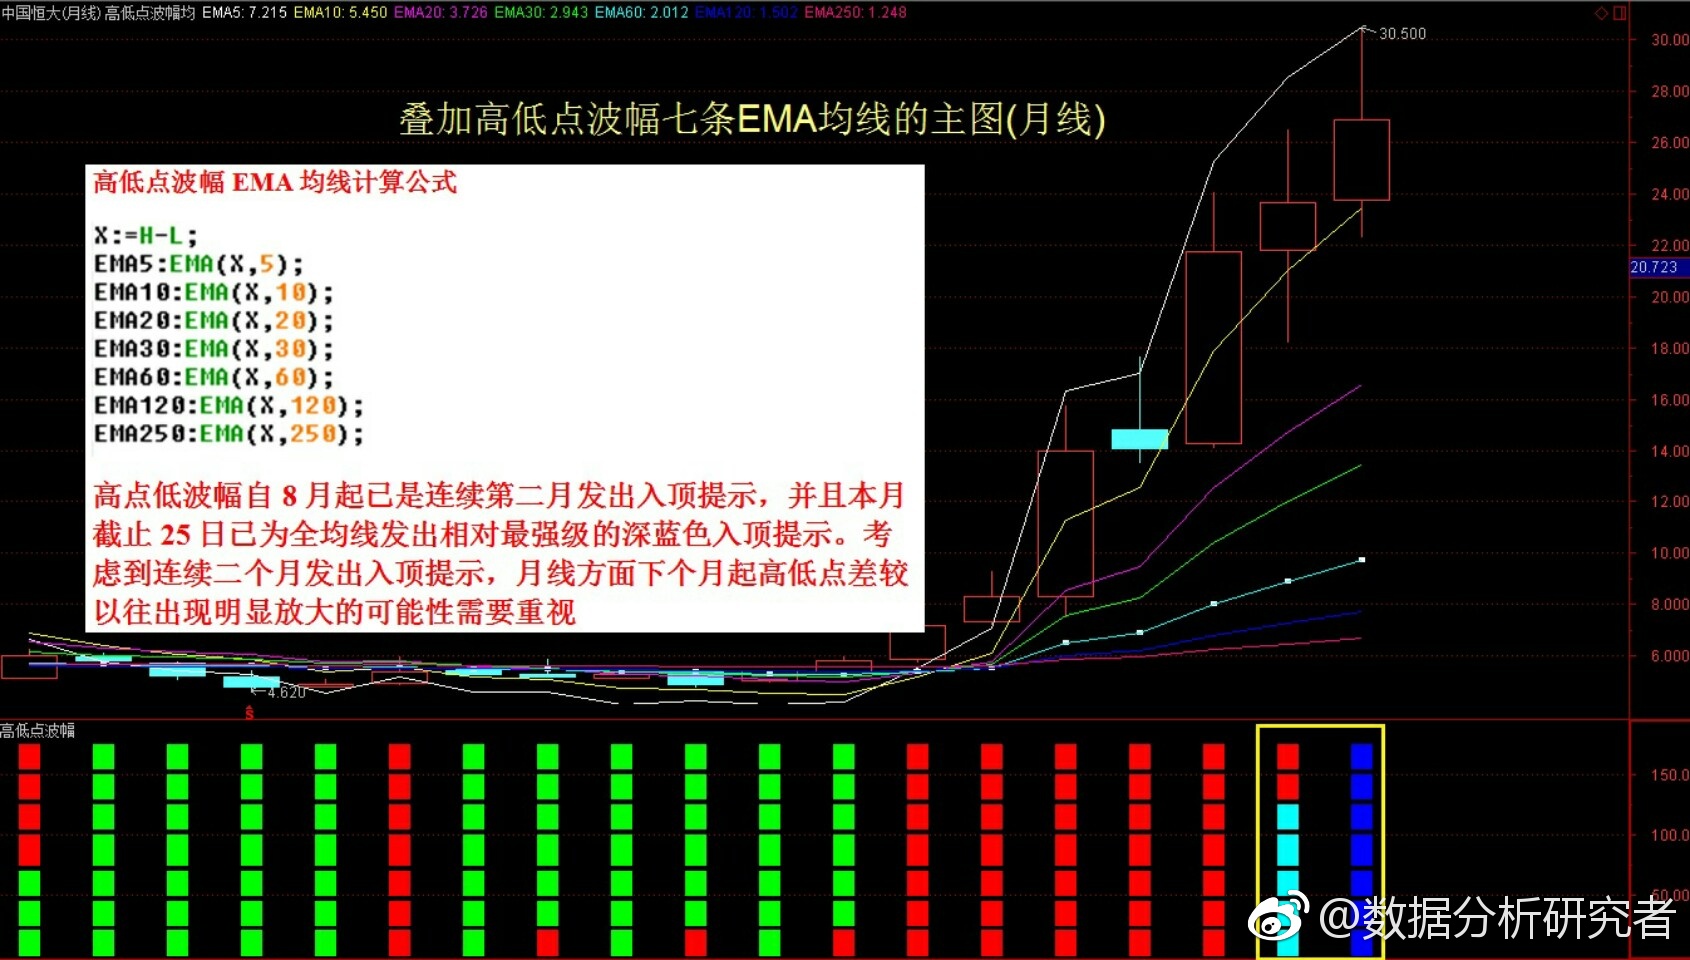 中国恒大(月线) 高低点波幅均 EMA5: 7.215 EMA10: 5.450 EMA20: 3.726 EMA30: 2.943 EMA60: 2.012 EMA120: 1.502 EMA250: 1.248
30.500
叠加高低点波幅七条EMA均线的主图(月线)
高低点波幅 EMA 均线计算公式
X:=H-L;
EMA5:EMA(X,5);
EMA10:EMA(X,10);
EMA20:EMA(X,20);
EMA30:EMA(X,30);
EMA60:EMA(X,60);
EMA120:EMA(X,120);
EMA250:EMA(X,250);
高点低波幅自 8 月起已是连续第二月发出入顶提示，并且本月
截止 25 日已为全均线发出相对最强级的深蓝色入顶提示。考
虑到连续二个月发出入顶提示，月线方面下个月起高低点差较
以往出现明显放大的可能性需要重视
30.00
28.00
26.00
24.00
22.00
20.723
20.00
18.00
16.00
14.00
12.00
10.00
8.000
6.000
4.620
ŝ
高低点波幅
150.0
100.0
50.00
@数据分析研究者